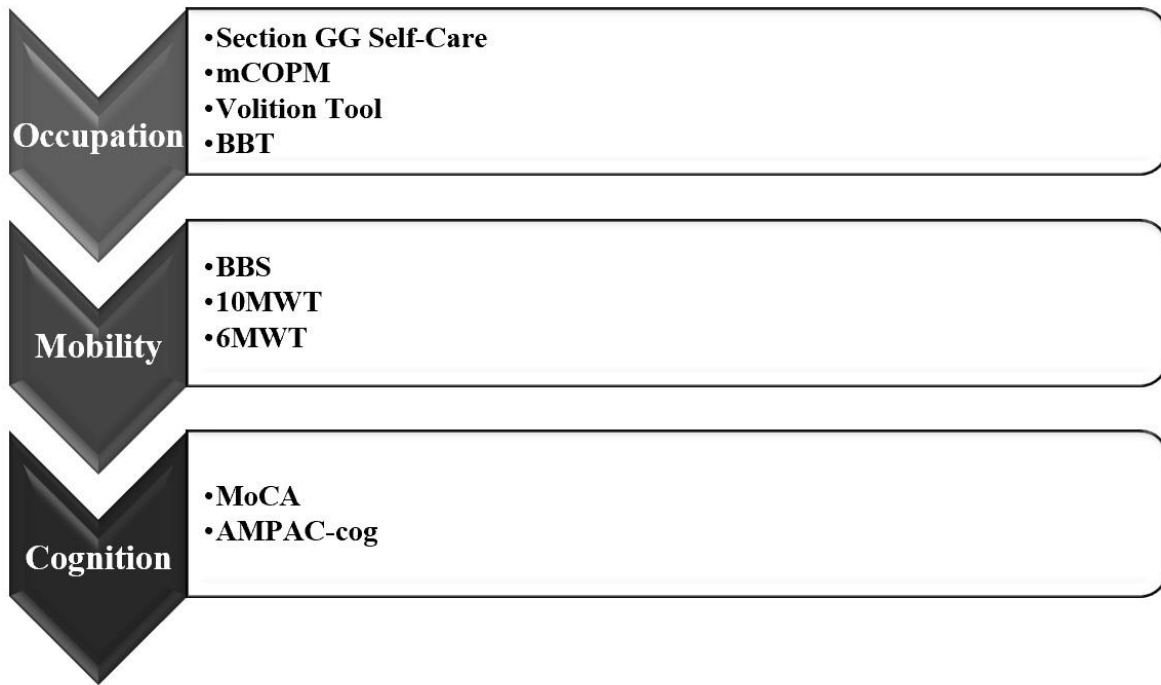 Occupation
•Section GG Self-Care
•mCOPM
•Volition Tool
•BBT
Mobility
•BBS
•10MWT
•6MWT
Cognition
•MoCA
•AMPAC-cog